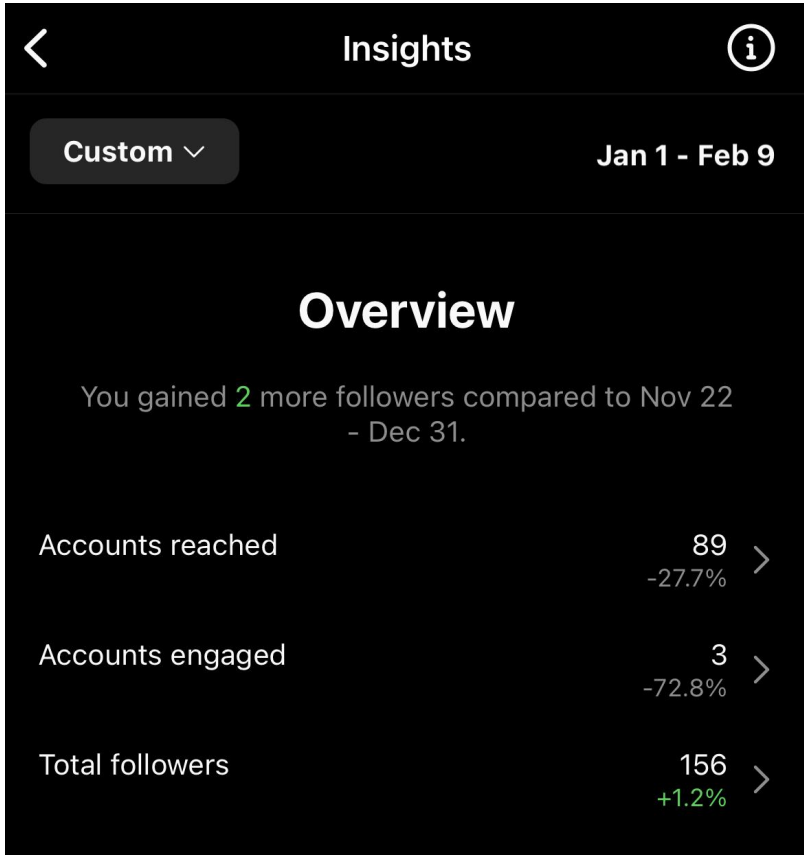 Insights
Custom
Jan 1 - Feb 9
Overview
You gained 2 more followers compared to Nov 22
- Dec 31.
Accounts reached
89
-27.7%
Accounts engaged
3
-72.8%
Total followers
156
+1.2%